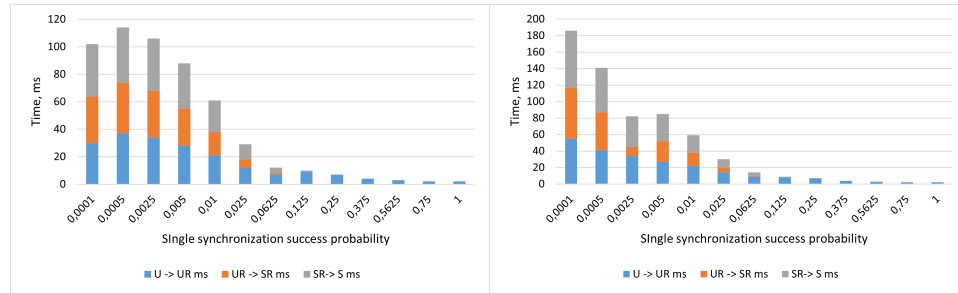 120
100
80
60
40
20
0
Time, ms
0,0001 0,0005 0,0025 0,005 0,01 0,025 0,0625 0,125 0,25 0,375 0,5625 0,75 1
SIngle synchronization success probability
U -> UR ms UR -> SR ms SR-> S ms
200
180
160
140
120
100
80
60
40
20
0
Time, ms
0,0001 0,0005 0,0025 0,005 0,01 0,025 0,0625 0,125 0,25 0,375 0,5625 0,75 1
SIngle synchronization success probability
U -> UR ms UR -> SR ms SR-> S ms